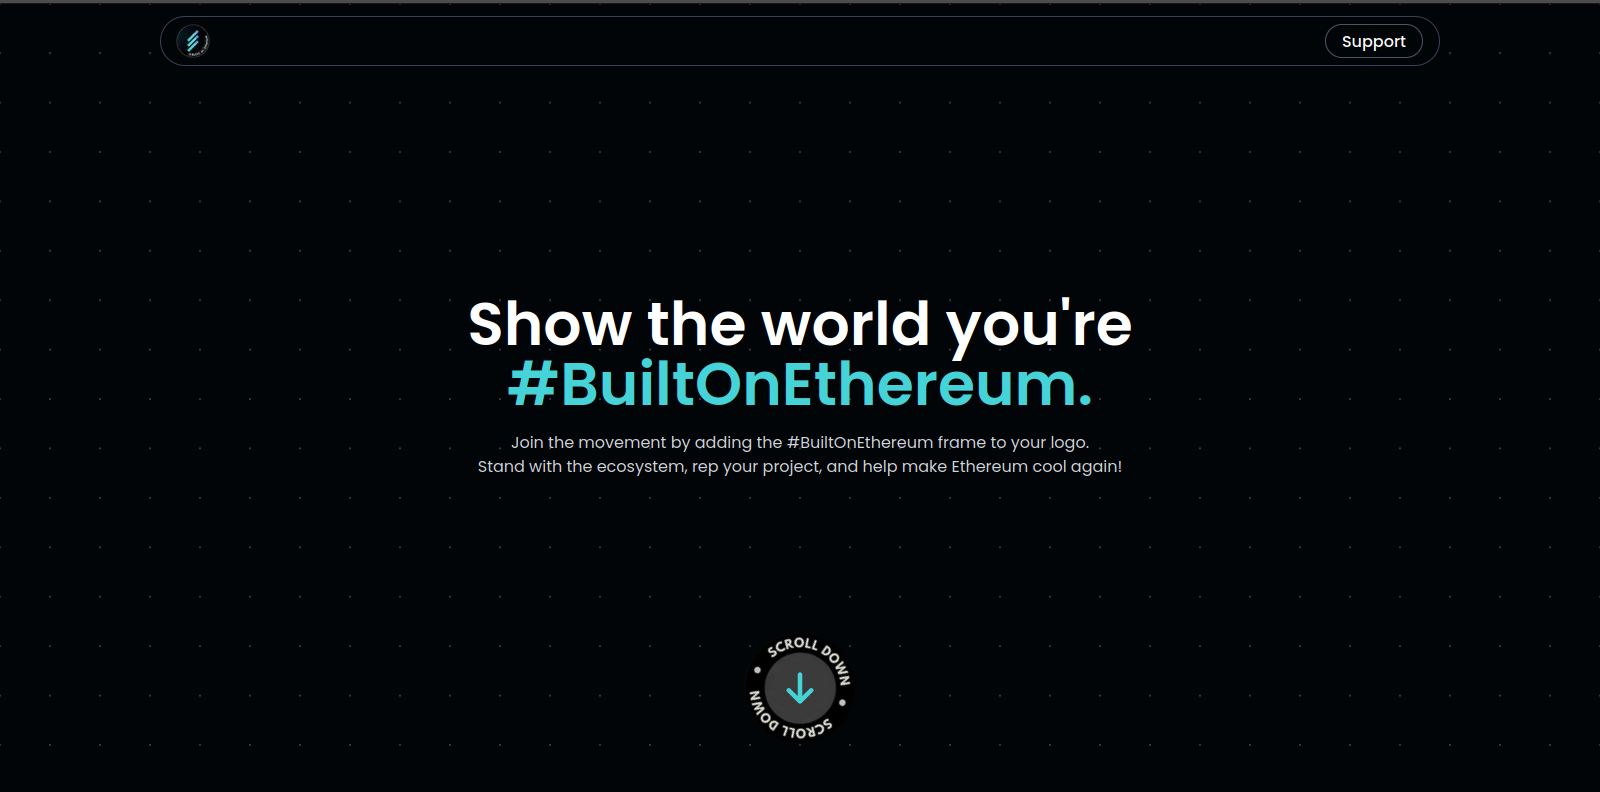 Support
Show the world you're
#BuiltOnEthereum.
Join the movement by adding the #BuiltOnEthereum frame to your logo.
Stand with the ecosystem, rep your project, and help make Ethereum cool again!
SCROLL DOWN • SCROLL DOWN •